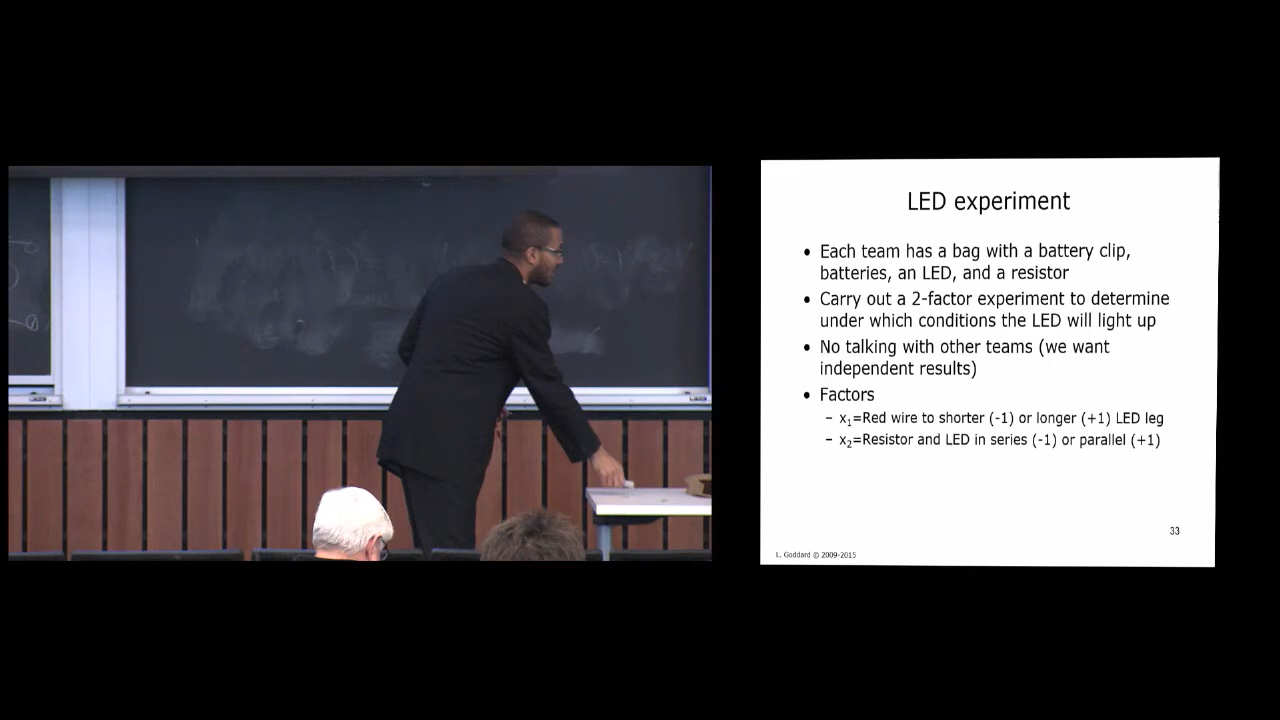 LED experiment
• Each team has a bag with a battery clip,
batteries, an LED, and a resistor
• Carry out a 2-factor experiment to determine
under which conditions the LED will light up
• No talking with other teams (we want
independent results)
• Factors
– x₁=Red wire to shorter (-1) or longer (+1) LED leg
– x₂=Resistor and LED in series (-1) or parallel (+1)
33
L. Goddard © 2009-2015